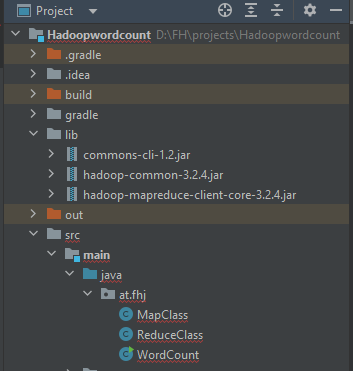 Project
Hadoopwordcount D:\FH\projects\Hadoopwordcount
.gradle
.idea
build
gradle
lib
commons-cli-1.2.jar
hadoop-common-3.2.4.jar
hadoop-mapreduce-client-core-3.2.4.jar
out
src
main
java
at.fhj
MapClass
ReduceClass
WordCount